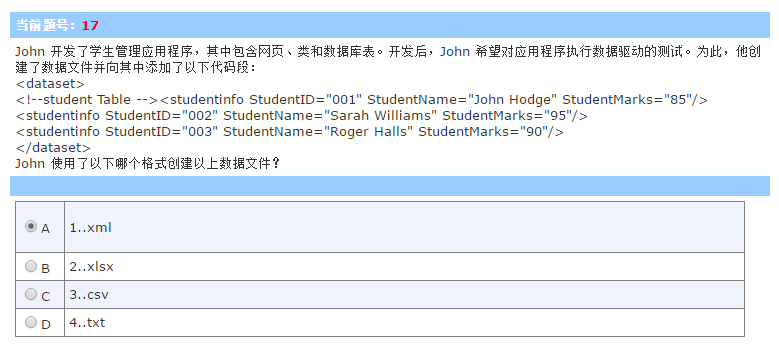 当前题号：17
John 开发了学生管理应用程序，其中包含网页、类和数据库表。开发后，John 希望对应用程序执行数据驱动的测试。为此，他创
建了数据文件并向其中添加了以下代码段：
<dataset>
<!--student Table --><studentinfo StudentID="001" StudentName="John Hodge" StudentMarks="85"/>
<studentinfo StudentID="002" StudentName="Sarah Williams" StudentMarks="95"/>
<studentinfo StudentID="003" StudentName="Roger Halls" StudentMarks="90"/>
</dataset>
John 使用了以下哪个格式创建以上数据文件？
A 1..xml
B 2..xlsx
C 3..csv
D 4..txt